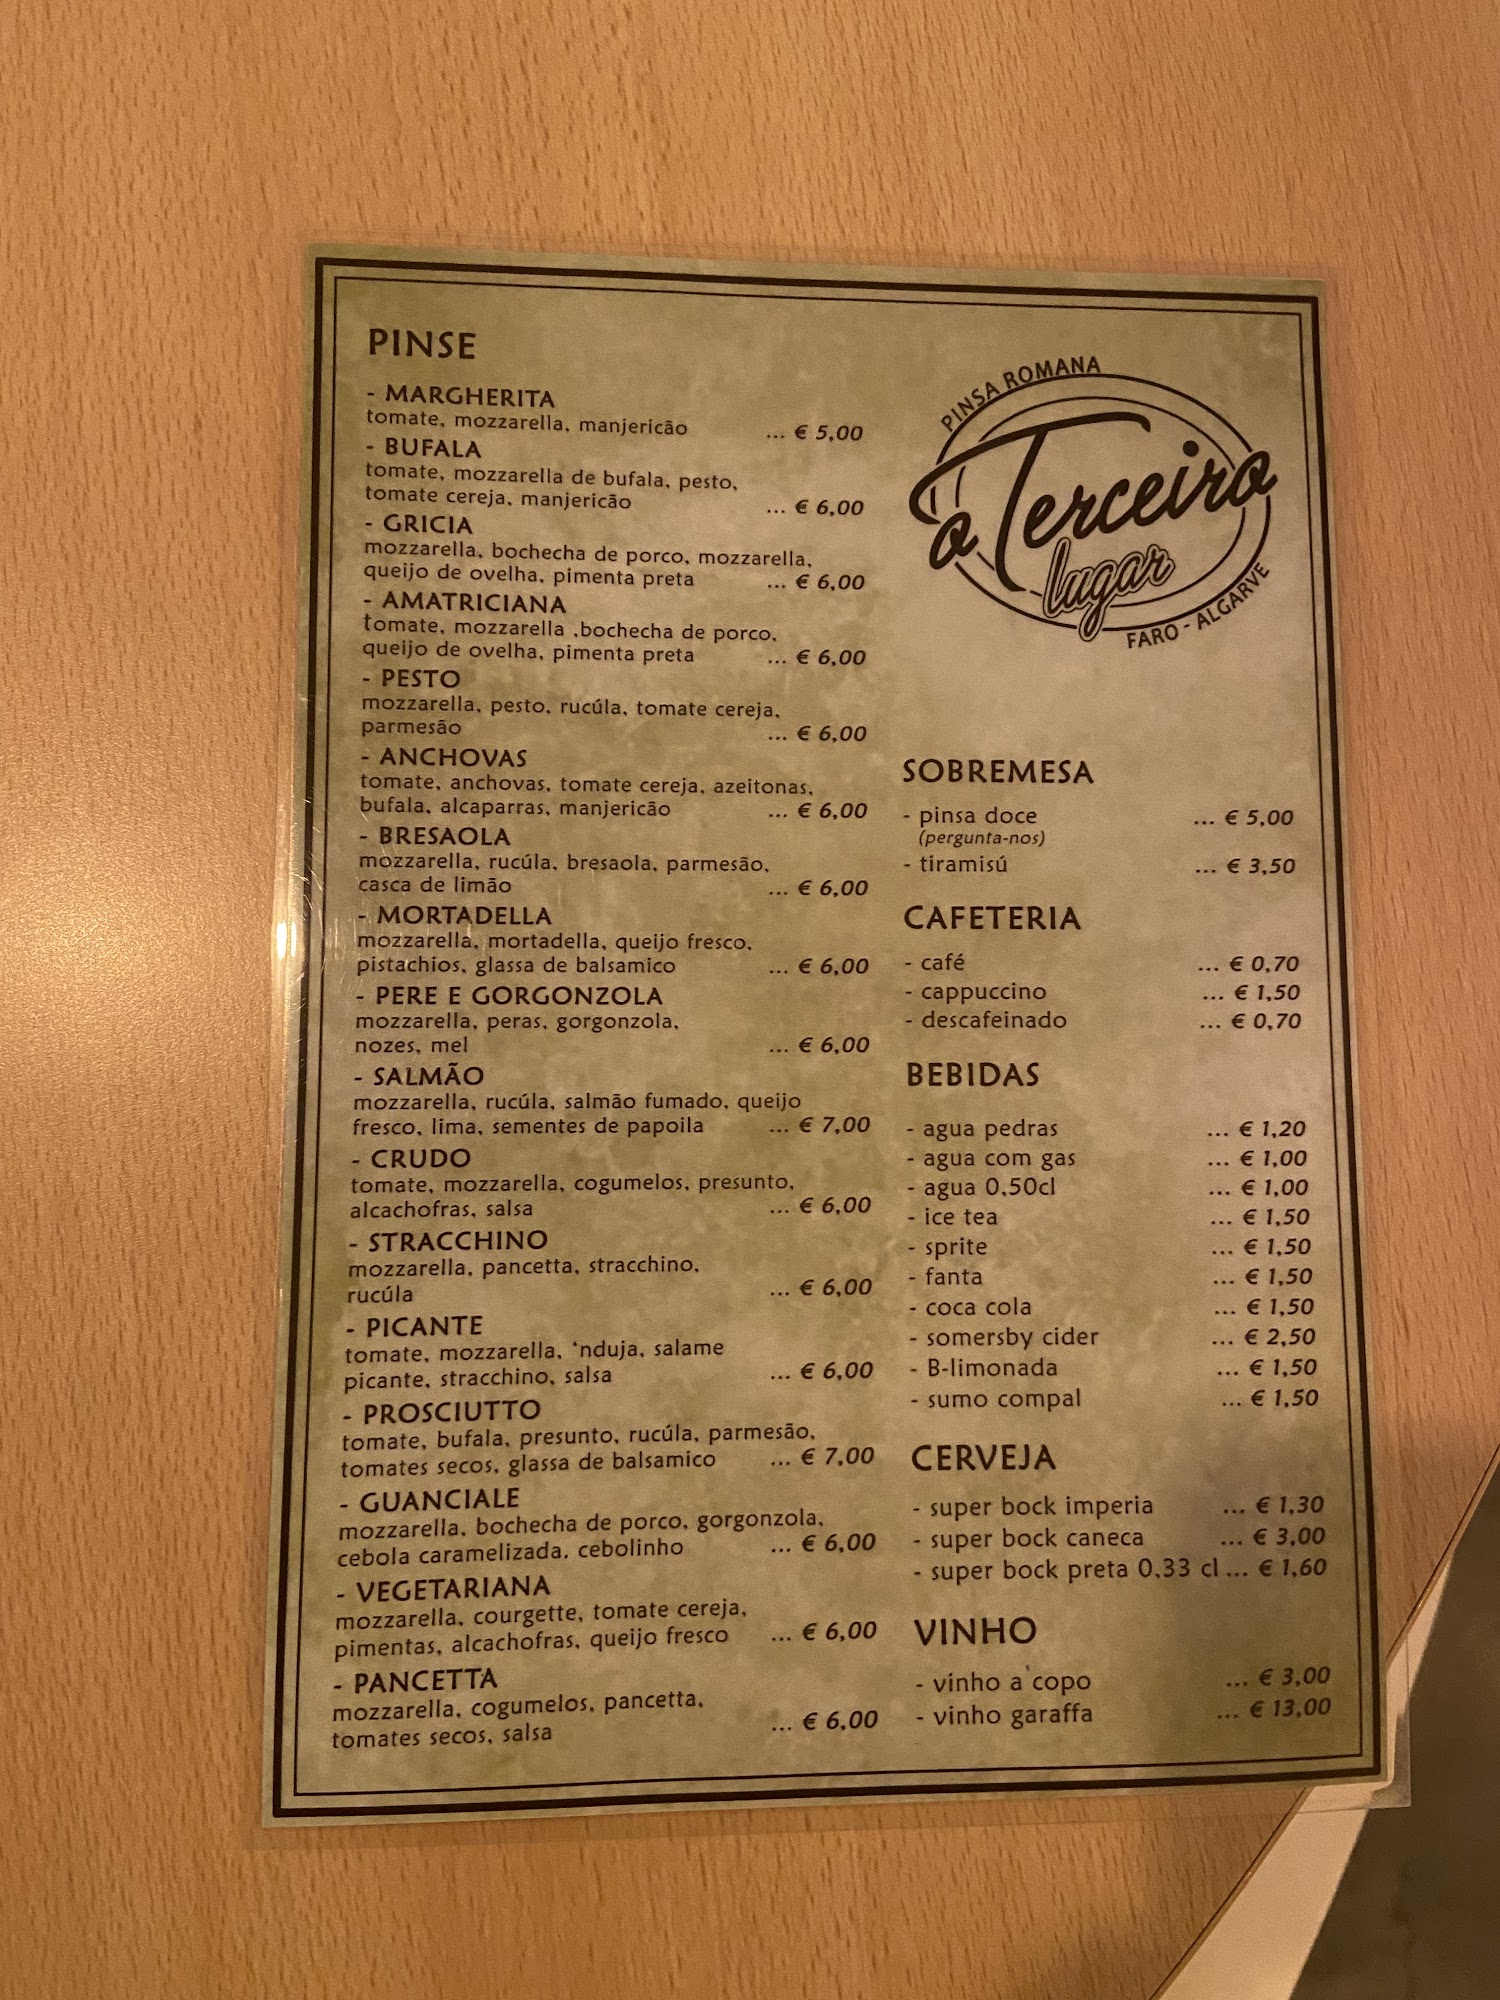 PINSE
- MARGHERITA
tomate, mozzarella, manjericão ... € 5,00
- BUFALA
tomate, mozzarella de bufala, pesto,
tomate cereja, manjericão ... € 6,00
- GRICIA
mozzarella, bochecha de porco, mozzarella,
queijo de ovelha, pimenta preta ... € 6,00
- AMATRICIANA
tomate, mozzarella ,bochecha de porco,
queijo de ovelha, pimenta preta ... € 6,00
- PESTO
mozzarella, pesto, rucúla, tomate cereja,
parmesão ... € 6,00
- ANCHOVAS
tomate, anchovas, tomate cereja, azeitonas,
bufala, alcaparras, manjericão ... € 6,00
- BRESAOLA
mozzarella, rucúla, bresaola, parmesão,
casca de limão ... € 6,00
- MORTADELLA
mozzarella, mortadella, queijo fresco,
pistachios, glassa de balsamico ... € 6,00
- PERE E GORGONZOLA
mozzarella, peras, gorgonzola,
nozes, mel ... € 6,00
- SALMÃO
mozzarella, rucúla, salmão fumado, queijo
fresco, lima, sementes de papoila ... € 7,00
- CRUDO
tomate, mozzarella, cogumelos, presunto,
alcachofras, salsa ... € 6,00
- STRACCHINO
mozzarella, pancetta, stracchino,
rucúla ... € 6,00
- PICANTE
tomate, mozzarella, 'nduja, salame
picante, stracchino, salsa ... € 6,00
- PROSCIUTTO
tomate, bufala, presunto, rucúla, parmesão,
tomates secos, glassa de balsamico ... € 7,00
- GUANCIALE
mozzarella, bochecha de porco, gorgonzola,
cebola caramelizada, cebolinho ... € 6,00
- VEGETARIANA
mozzarella, courgette, tomate cereja,
pimentas, alcachofras, queijo fresco ... € 6,00
- PANCETTA
mozzarella, cogumelos, pancetta,
tomates secos, salsa ... € 6,00
PINSA ROMANA
o Terceiro
lugar
FARO - ALGARVE
SOBREMESA
- pinsa doce ... € 5,00
(pergunta-nos)
- tiramisú ... € 3,50
CAFETERIA
- café ... € 0,70
- cappuccino ... € 1,50
- descafeinado ... € 0,70
BEBIDAS
- agua pedras ... € 1,20
- agua com gas ... € 1,00
- agua 0,50cl ... € 1,00
- ice tea ... € 1,50
- sprite ... € 1,50
- fanta ... € 1,50
- coca cola ... € 1,50
- somersby cider ... € 2,50
- B-limonada ... € 1,50
- sumo compal ... € 1,50
CERVEJA
- super bock imperia ... € 1,30
- super bock caneca ... € 3,00
- super bock preta 0,33 cl ... € 1,60
VINHO
- vinho a'copo ... € 3,00
- vinho garaffa ... € 13,00